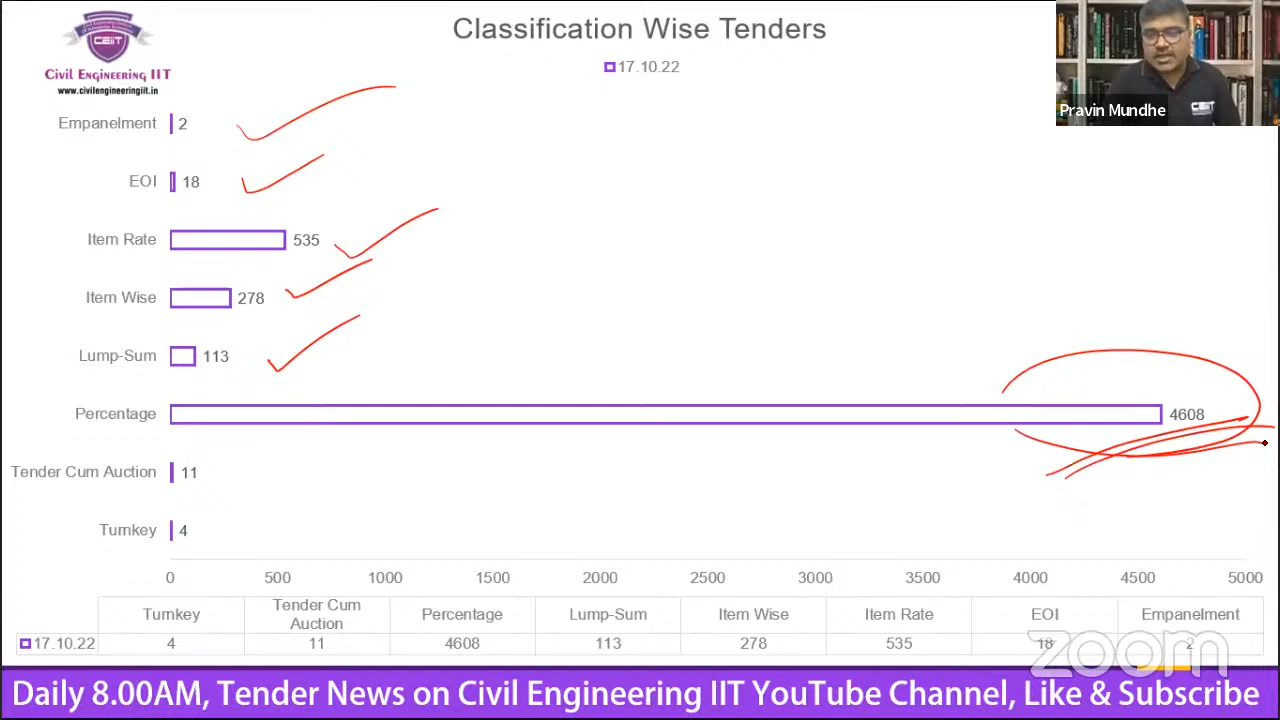 Classification Wise Tenders
17.10.22
CEIIT
CIVIL ENGINEERING IIT
www.civilengineeringiit.in
Pravin Mundhe
Empanelment 2
EOI 18
Item Rate 535
Item Wise 278
Lump-Sum 113
Percentage 4608
Tender Cum Auction 11
Turnkey 4
0 500 1000 1500 2000 2500 3000 3500 4000 4500 5000
Turnkey Tender Cum Auction Percentage Lump-Sum Item Wise Item Rate EOI Empanelment
17.10.22 4 11 4608 113 278 535 18 2
zoom
Daily 8.00AM, Tender News on Civil Engineering IIT YouTube Channel, Like & Subscribe